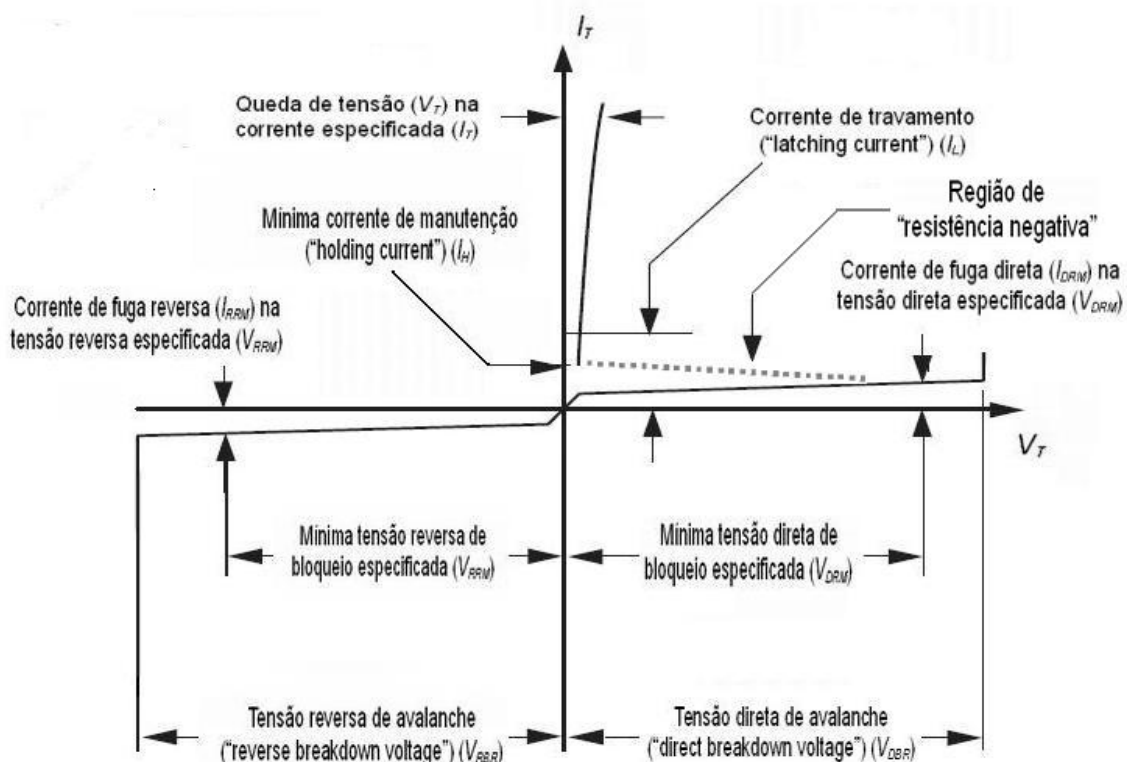 I_T
Queda de tensão (V_T) na
corrente especificada (I_T)
Corrente de travamento
("latching current") (I_L)
Região de
"resistência negativa"
Mínima corrente de manutenção
("holding current") (I_H)
Corrente de fuga direta (I_DRM) na
tensão direta especificada (V_DRM)
Corrente de fuga reversa (I_RRM) na
tensão reversa especificada (V_RRM)
V_T
Mínima tensão reversa de
bloqueio especificada (V_RRM)
Mínima tensão direta de
bloqueio especificada (V_DRM)
Tensão reversa de avalanche
("reverse breakdown voltage") (V_RBR)
Tensão direta de avalanche
("direct breakdown voltage") (V_DBR)